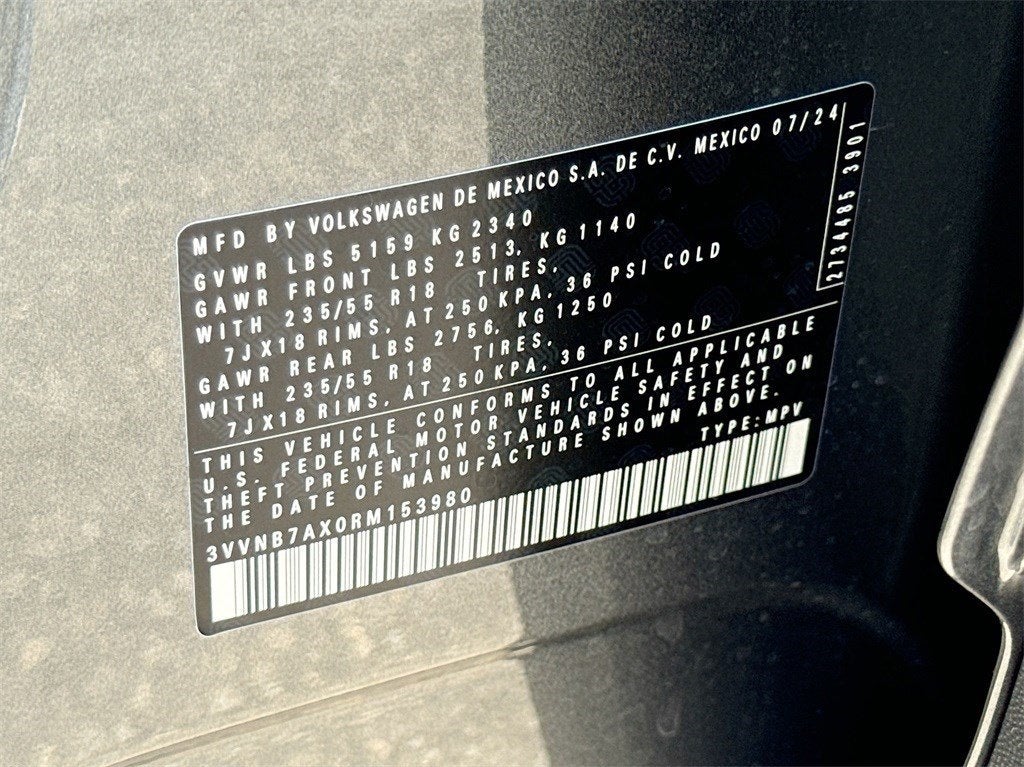 MFD BY VOLKSWAGEN DE MEXICO S.A. DE C.V. MEXICO 07/24
GVWR LBS 5159 KG 2340
GAWR FRONT LBS 2513, KG 1140
WITH 235/55 R18 TIRES,
7JX18 RIMS, AT 250 KPA, 36 PSI COLD
GAWR REAR LBS 2756, KG 1250
WITH 235/55 R18 TIRES,
7JX18 RIMS, AT 250 KPA, 36 PSI COLD
2734485 3901
THIS VEHICLE CONFORMS TO ALL APPLICABLE
U.S. FEDERAL MOTOR VEHICLE SAFETY AND
THEFT PREVENTION STANDARDS IN EFFECT ON
THE DATE OF MANUFACTURE SHOWN ABOVE.
3VVNB7AX0RM153980 TYPE: MPV